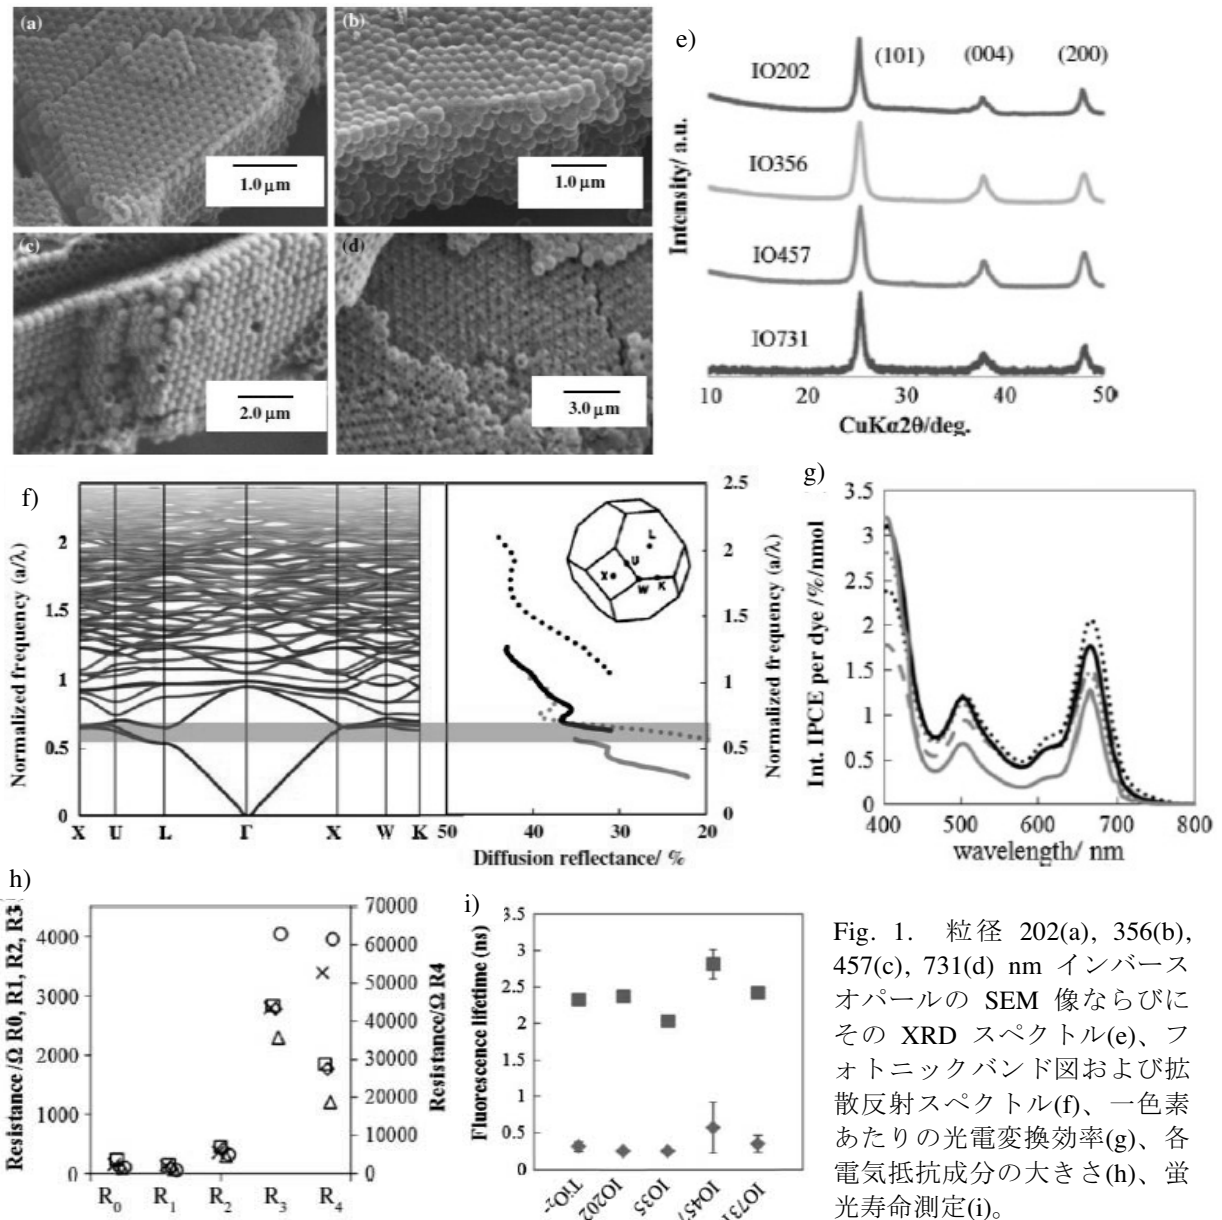 (a)
1.0 μm
(b)
1.0 μm
(c)
2.0 μm
(d)
3.0 μm
e)
IO202
(101)
(004)
(200)
IO356
IO457
IO731
Intensity/ a.u.
10
20
30
40
50
CuKα2θ/deg.
f)
Normalized frequency (a/λ)
2
1.5
1
0.5
0
X U L Γ X W K
50
40
30
20
Diffusion reflectance/ %
L
U
X
W
K
2.5
2
1.5
1
0.5
0
Normalized frequency (a/λ)
g)
Int. IPCE per dye /%/nmol
3.5
3
2.5
2
1.5
1
0.5
0
400 500 600 700 800
wavelength/ nm
h)
Resistance/Ω R0, R1, R2, R3
4000
3000
2000
1000
0
R0 R1 R2 R3 R4
70000
60000
50000
40000
30000
20000
10000
0
Resistance/Ω R4
i)
Fluorescence lifetime (ns)
3.5
3
2.5
2
1.5
1
0.5
0
TiO2-
IO202
IO35
IO457
IO731
Fig. 1. 粒径 202(a), 356(b),
457(c), 731(d) nm インバース
オパールの SEM 像ならびに
その XRD スペクトル(e)、フ
ォトニックバンド図および拡
散反射スペクトル(f)、一色素
あたりの光電変換効率(g)、各
電気抵抗成分の大きさ(h)、蛍
光寿命測定(i)。